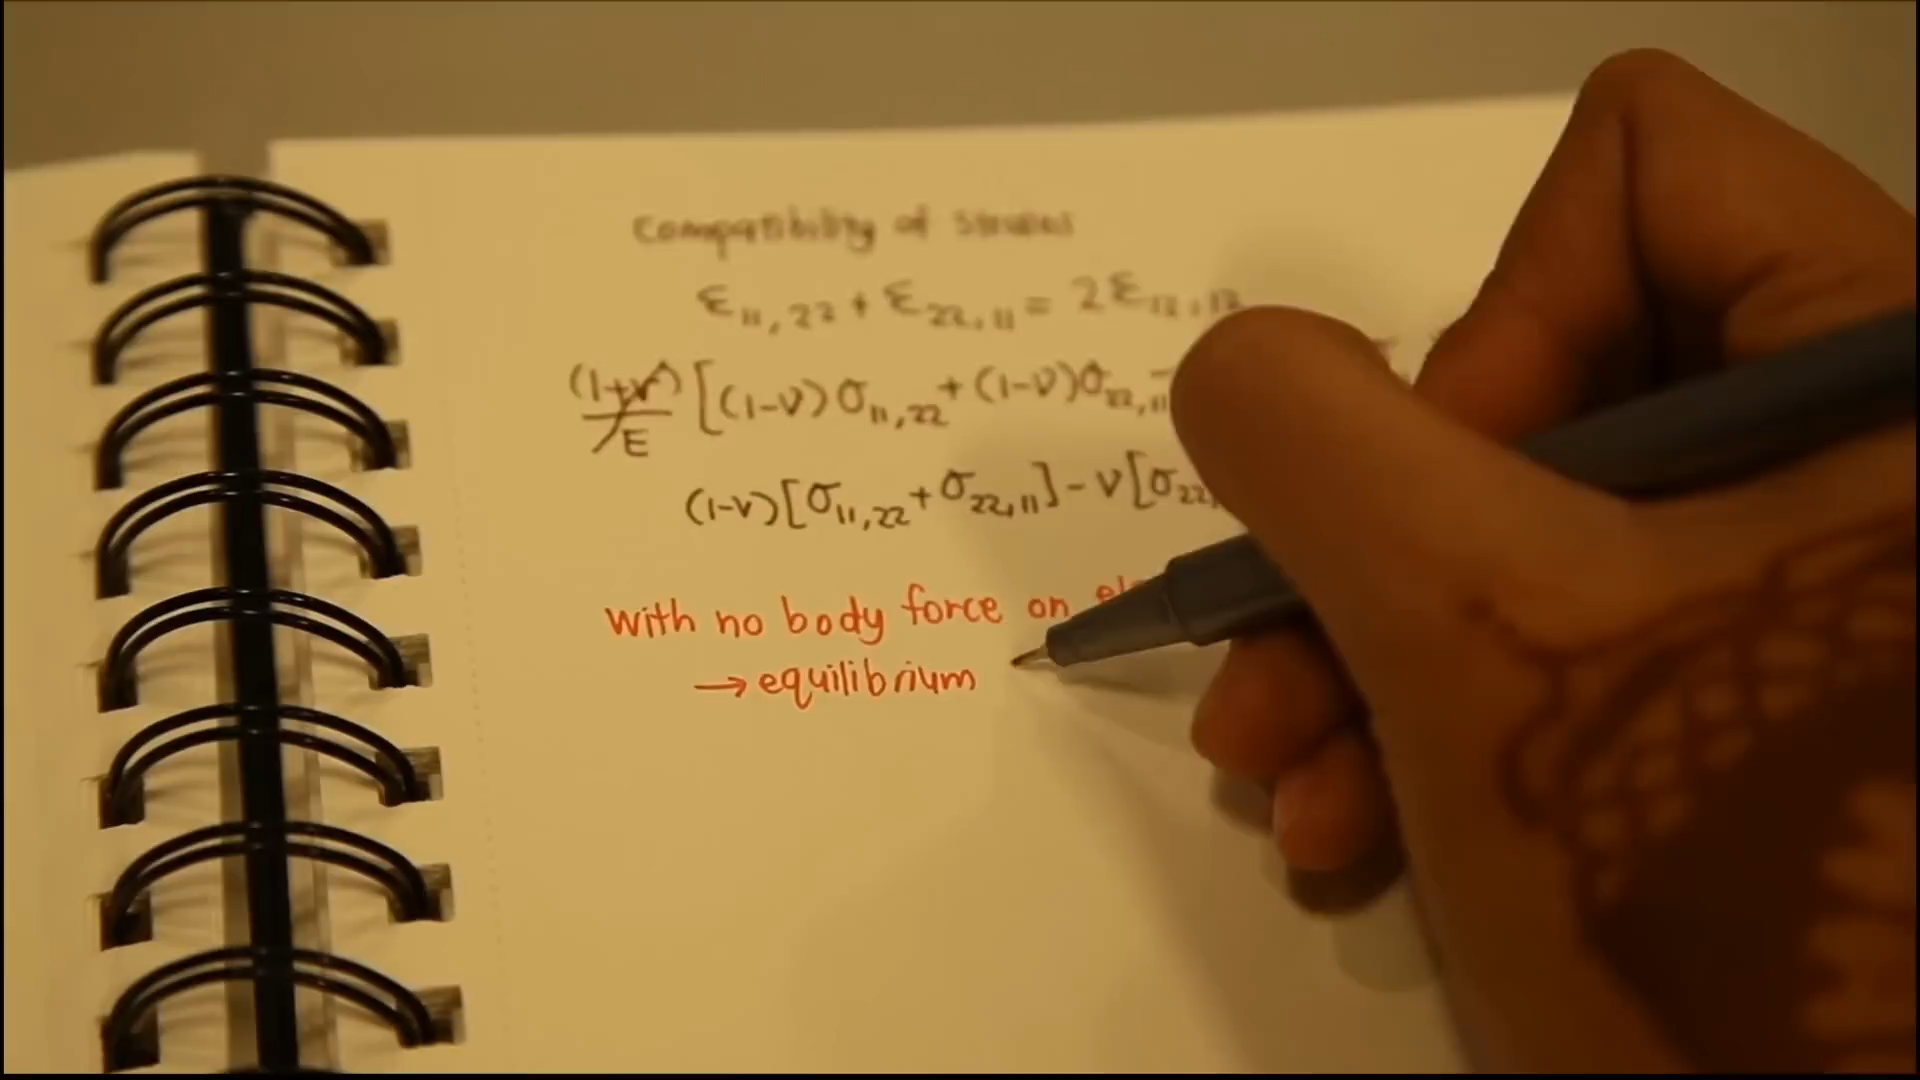 Compatibility of Strains
ε₁₁,₂₂ + ε₂₂,₁₁ = 2ε₁₂,₁₂
(1+ν)/E [(1-ν)σ₁₁,₂₂ + (1-ν)σ₂₂,₁₁ -
(1-ν)[σ₁₁,₂₂ + σ₂₂,₁₁] - ν[σ₂₂,
With no body force on
→ equilibrium